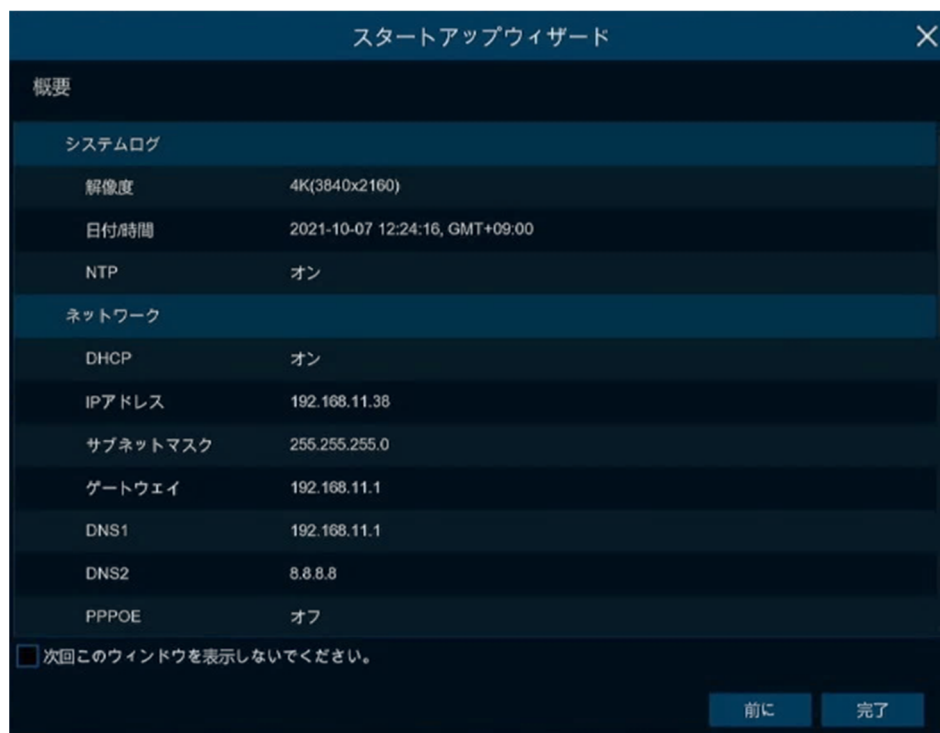 スタートアップウィザード
概要
システムログ
解像度 4K(3840x2160)
日付/時間 2021-10-07 12:24:16, GMT+09:00
NTP オン
ネットワーク
DHCP オン
IPアドレス 192.168.11.38
サブネットマスク 255.255.255.0
ゲートウェイ 192.168.11.1
DNS1 192.168.11.1
DNS2 8.8.8.8
PPPOE オフ
次回このウィンドウを表示しないでください。
前に 完了